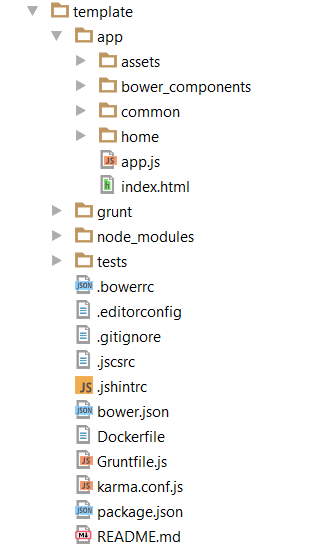 template
app
assets
bower_components
common
home
app.js
index.html
grunt
node_modules
tests
.bowerrc
.editorconfig
.gitignore
.jscsrc
.jshintrc
bower.json
Dockerfile
Gruntfile.js
karma.conf.js
package.json
README.md